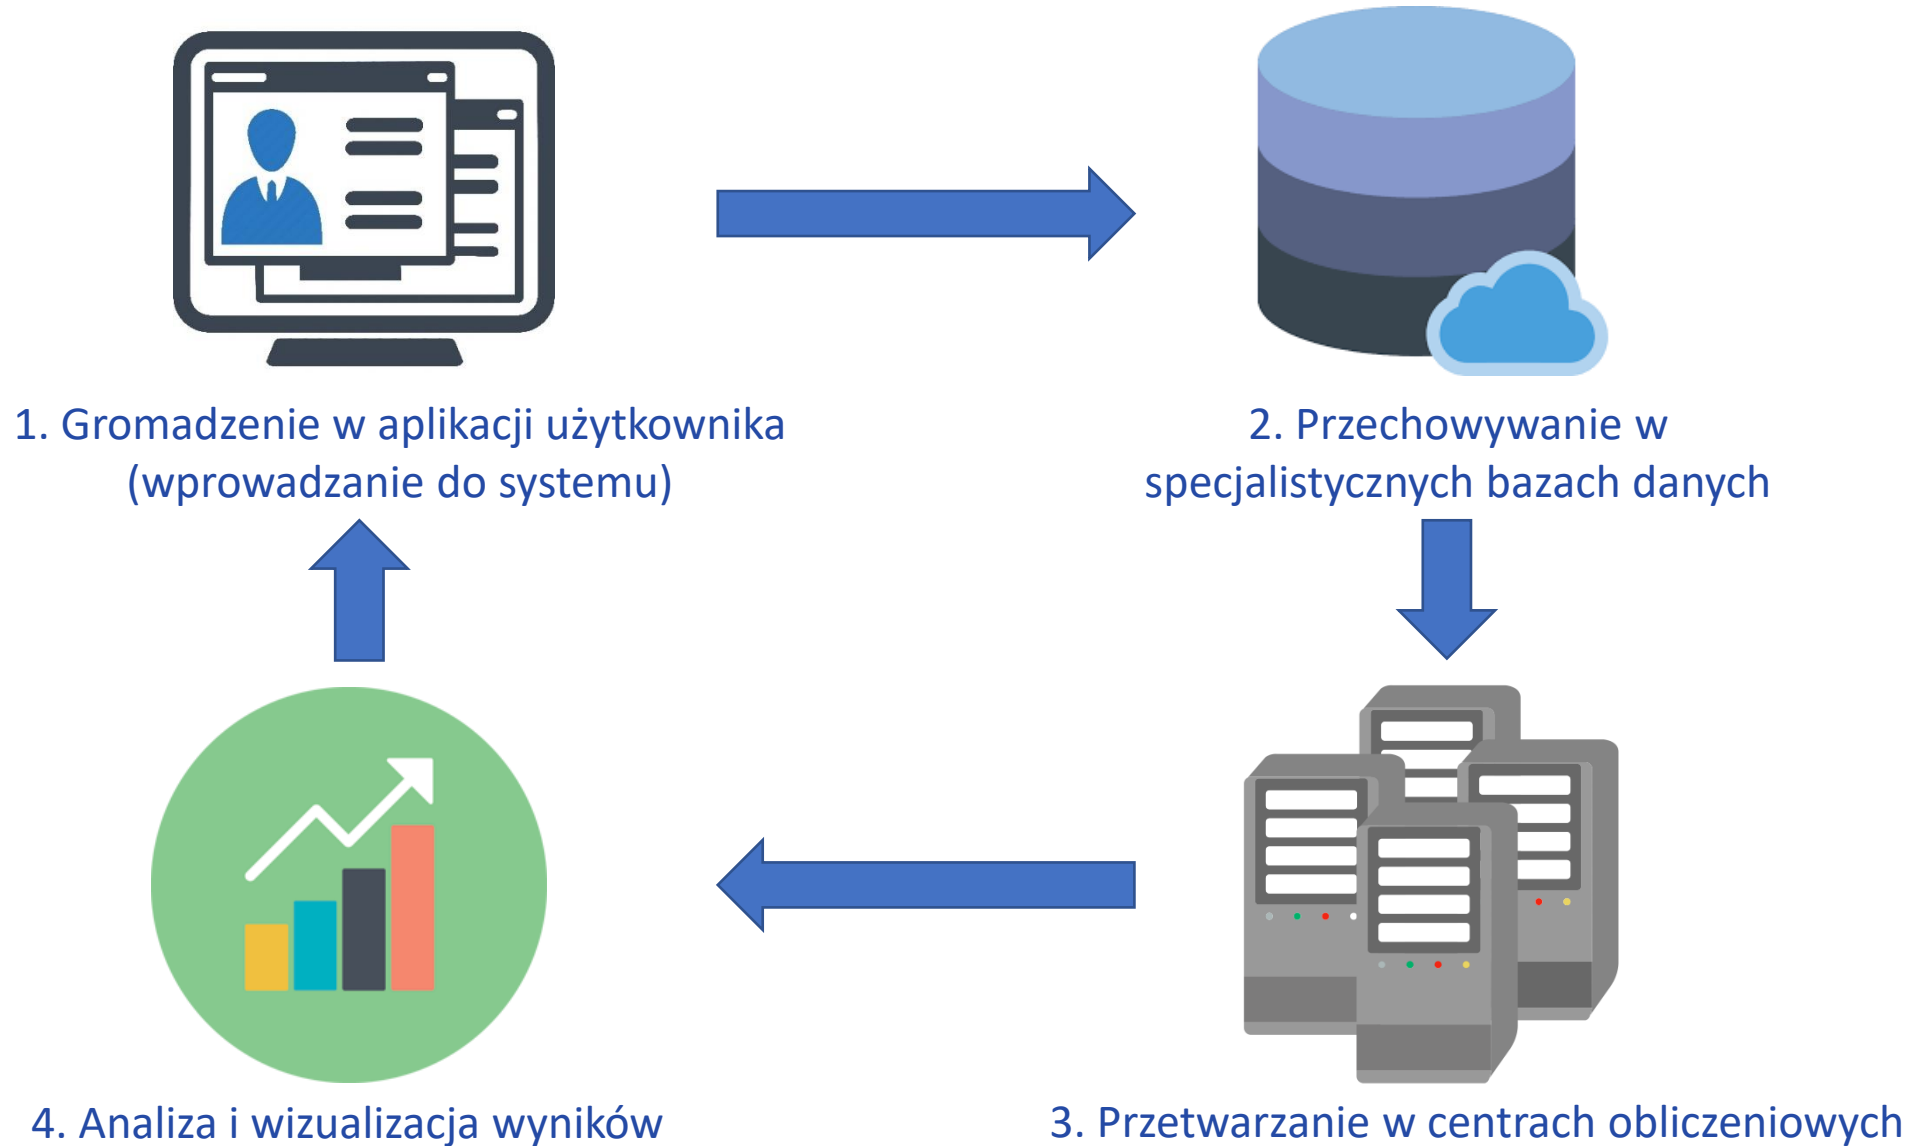 1. Gromadzenie w aplikacji użytkownika
(wprowadzanie do systemu)
2. Przechowywanie w
specjalistycznych bazach danych
4. Analiza i wizualizacja wyników
3. Przetwarzanie w centrach obliczeniowych